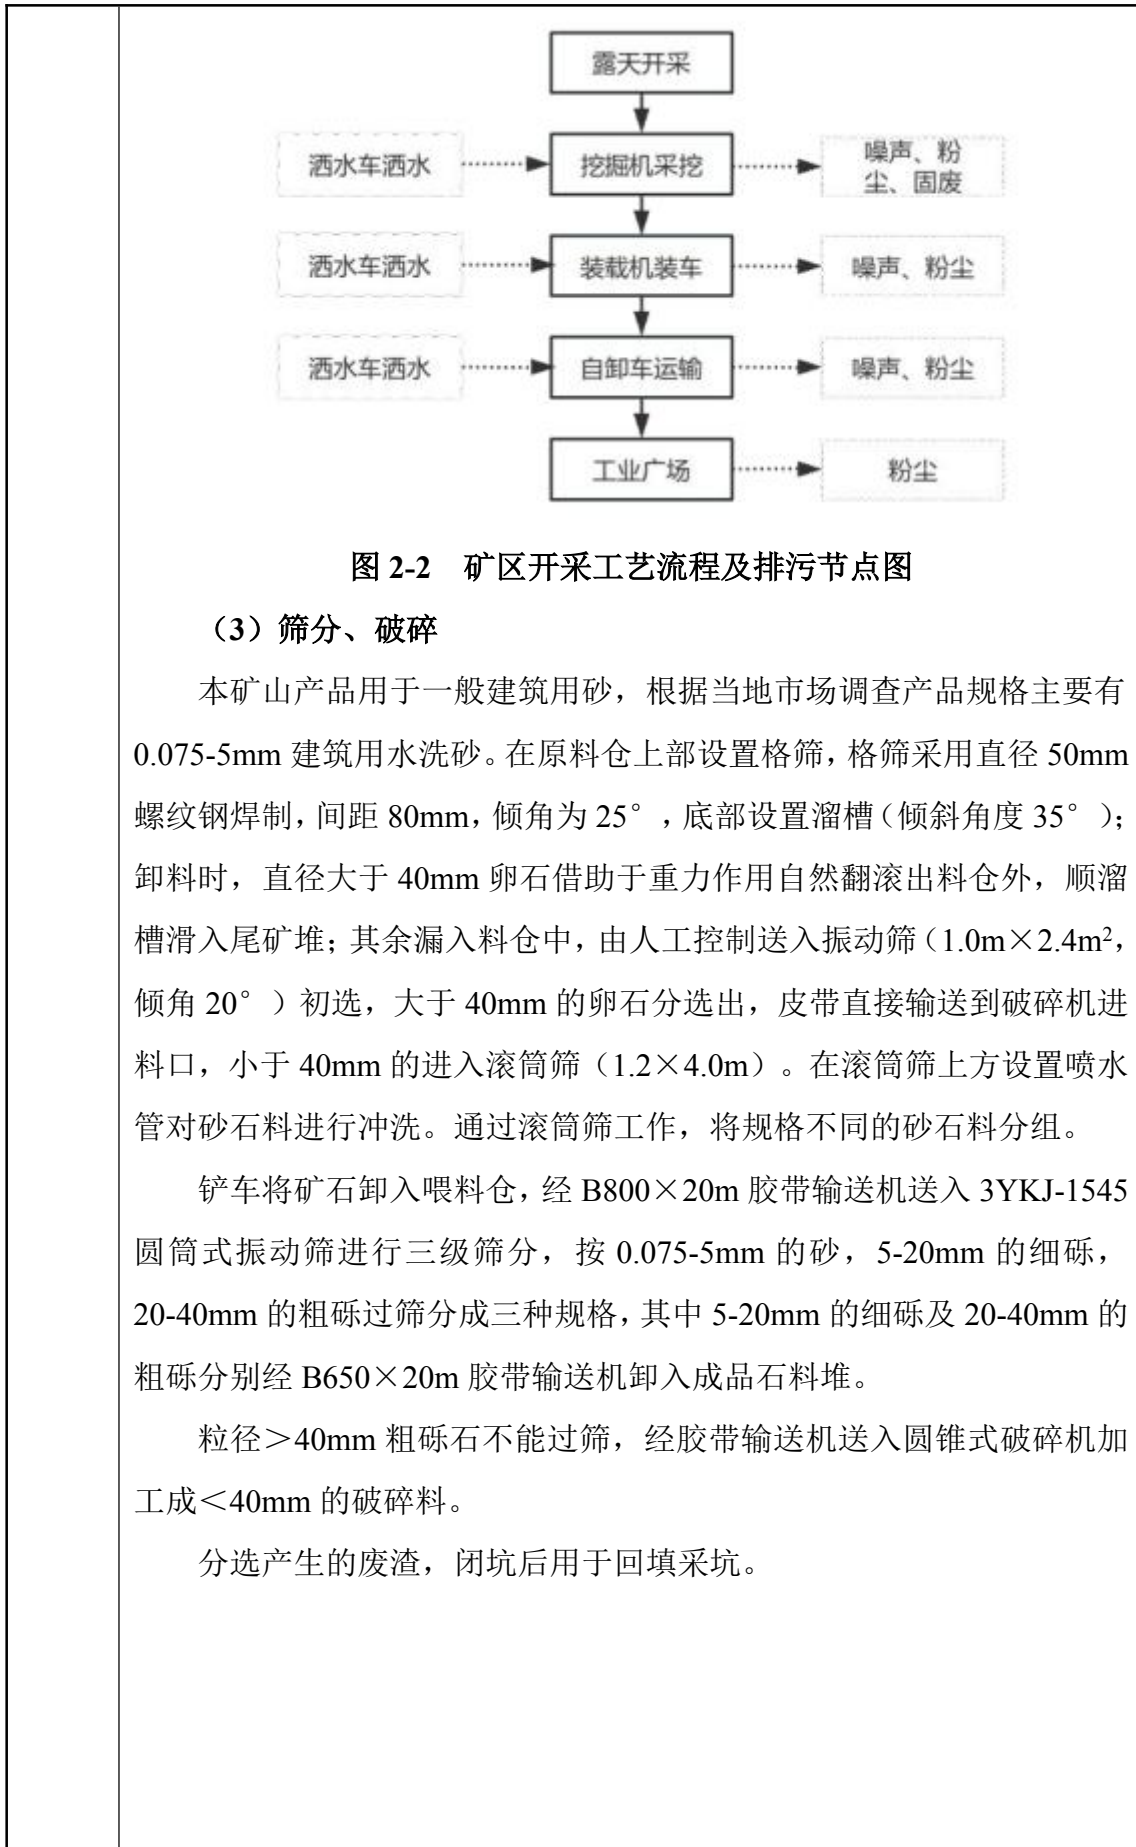 露天开采
洒水车洒水
挖掘机采挖
噪声、粉
尘、固废
洒水车洒水
装载机装车
噪声、粉尘
洒水车洒水
自卸车运输
噪声、粉尘
工业广场
粉尘
图 2-2 矿区开采工艺流程及排污节点图
（3）筛分、破碎
本矿山产品用于一般建筑用砂，根据当地市场调查产品规格主要有
0.075-5mm 建筑用水洗砂。在原料仓上部设置格筛，格筛采用直径 50mm
螺纹钢焊制，间距 80mm，倾角为 25°，底部设置溜槽（倾斜角度 35°）；
卸料时，直径大于 40mm 卵石借助于重力作用自然翻滚出料仓外，顺溜
槽滑入尾矿堆；其余漏入料仓中，由人工控制送入振动筛（1.0m×2.4m²，
倾角 20°）初选，大于 40mm 的卵石分选出，皮带直接输送到破碎机进
料口，小于 40mm 的进入滚筒筛（1.2×4.0m）。在滚筒筛上方设置喷水
管对砂石料进行冲洗。通过滚筒筛工作，将规格不同的砂石料分组。
铲车将矿石卸入喂料仓，经 B800×20m 胶带输送机送入 3YKJ-1545
圆筒式振动筛进行三级筛分，按 0.075-5mm 的砂，5-20mm 的细砾，
20-40mm 的粗砾过筛分成三种规格，其中 5-20mm 的细砾及 20-40mm 的
粗砾分别经 B650×20m 胶带输送机卸入成品石料堆。
粒径＞40mm 粗砾石不能过筛，经胶带输送机送入圆锥式破碎机加
工成＜40mm 的破碎料。
分选产生的废渣，闭坑后用于回填采坑。